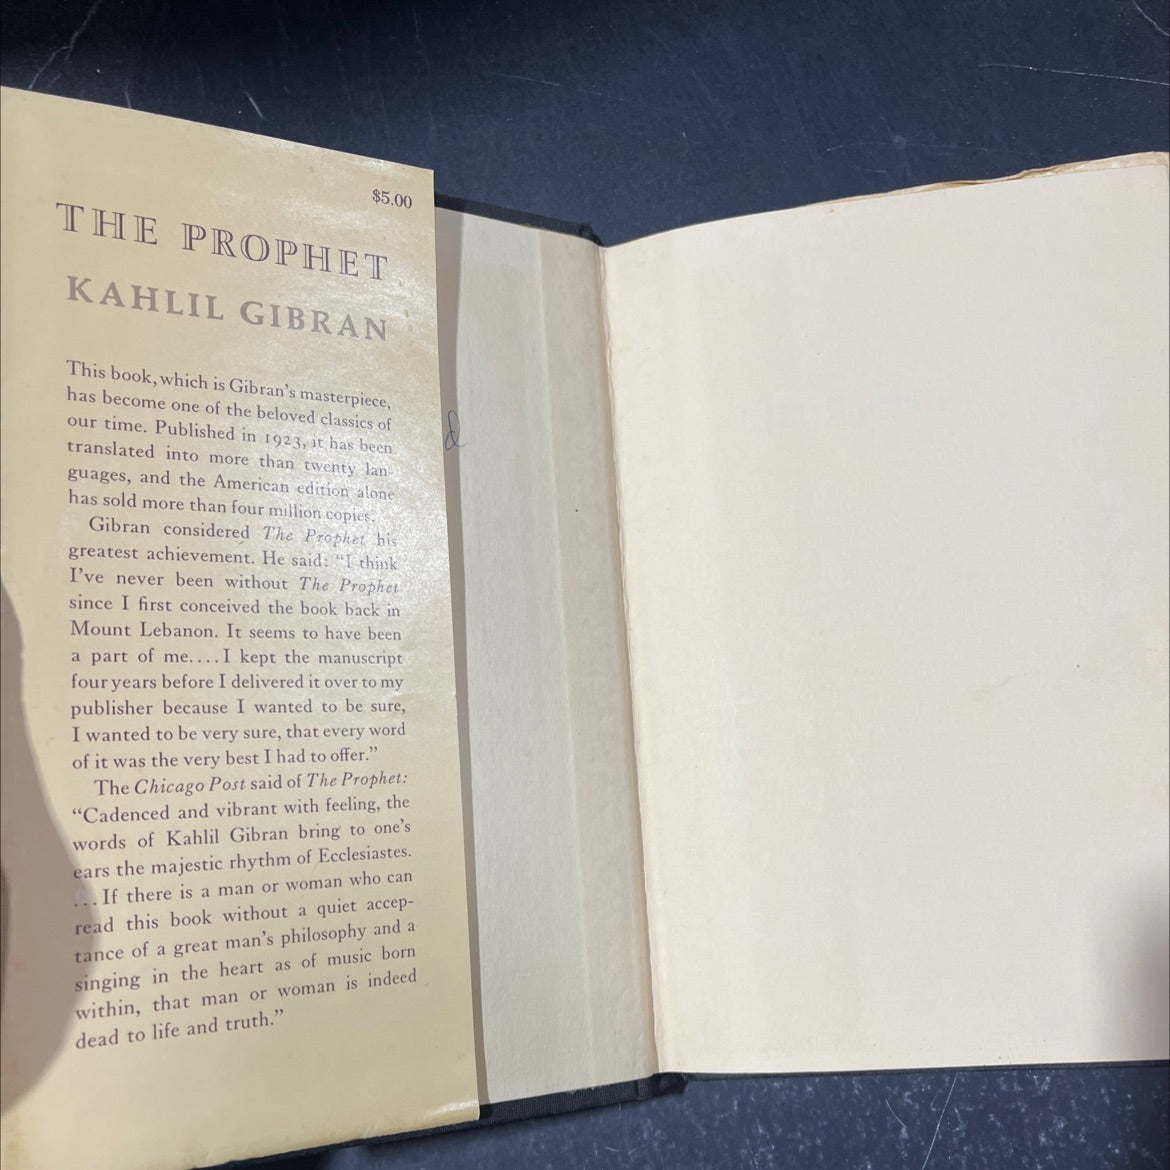 $5.00
THE PROPHET
KAHLIL GIBRAN
This book, which is Gibran's masterpiece,
has become one of the beloved classics of
our time. Published in 1923, it has been
translated into more than twenty lan-
guages, and the American edition alone
has sold more than four million copies.
Gibran considered The Prophet his
greatest achievement. He said: “I think
I've never been without The Prophet
since I first conceived the book back in
Mount Lebanon. It seems to have been
a part of me....I kept the manuscript
four years before I delivered it over to my
publisher because I wanted to be sure,
I wanted to be very sure, that every word
of it was the very best I had to offer.”
The Chicago Post said of The Prophet:
“Cadenced and vibrant with feeling, the
words of Kahlil Gibran bring to one's
ears the majestic rhythm of Ecclesiastes.
...If there is a man or woman who can
read this book without a quiet accep-
tance of a great man's philosophy and a
singing in the heart as of music born
within, that man or woman is indeed
dead to life and truth.”